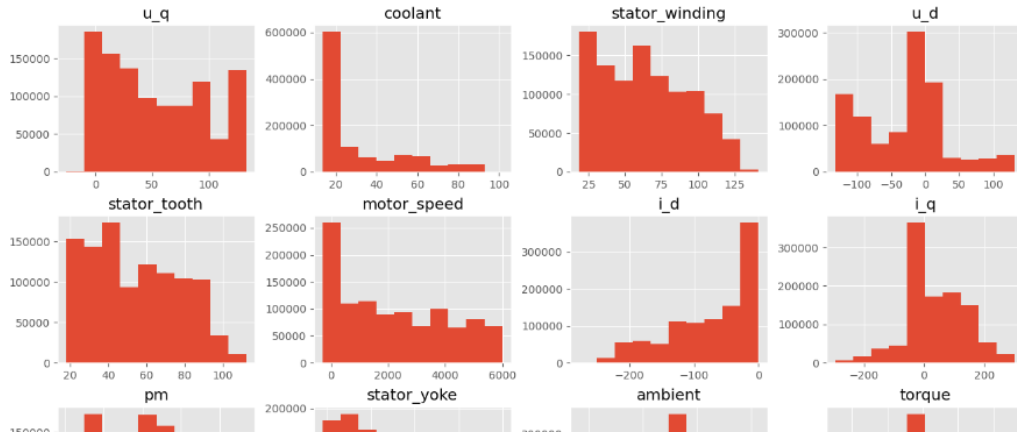 u_q coolant stator_winding u_d
150000 100000 50000 0
0 50 100
600000 400000 200000 0
20 40 60 80 100
150000 100000 50000 0
25 50 75 100 125
300000 200000 100000 0
−100 −50 0 50 100
stator_tooth motor_speed i_d i_q
150000 100000 50000 0
20 40 60 80 100
250000 200000 150000 100000 50000 0
0 2000 4000 6000
300000 200000 100000 0
−200 −100 0
300000 200000 100000 0
−200 0 200
pm stator_yoke ambient torque
150000
200000